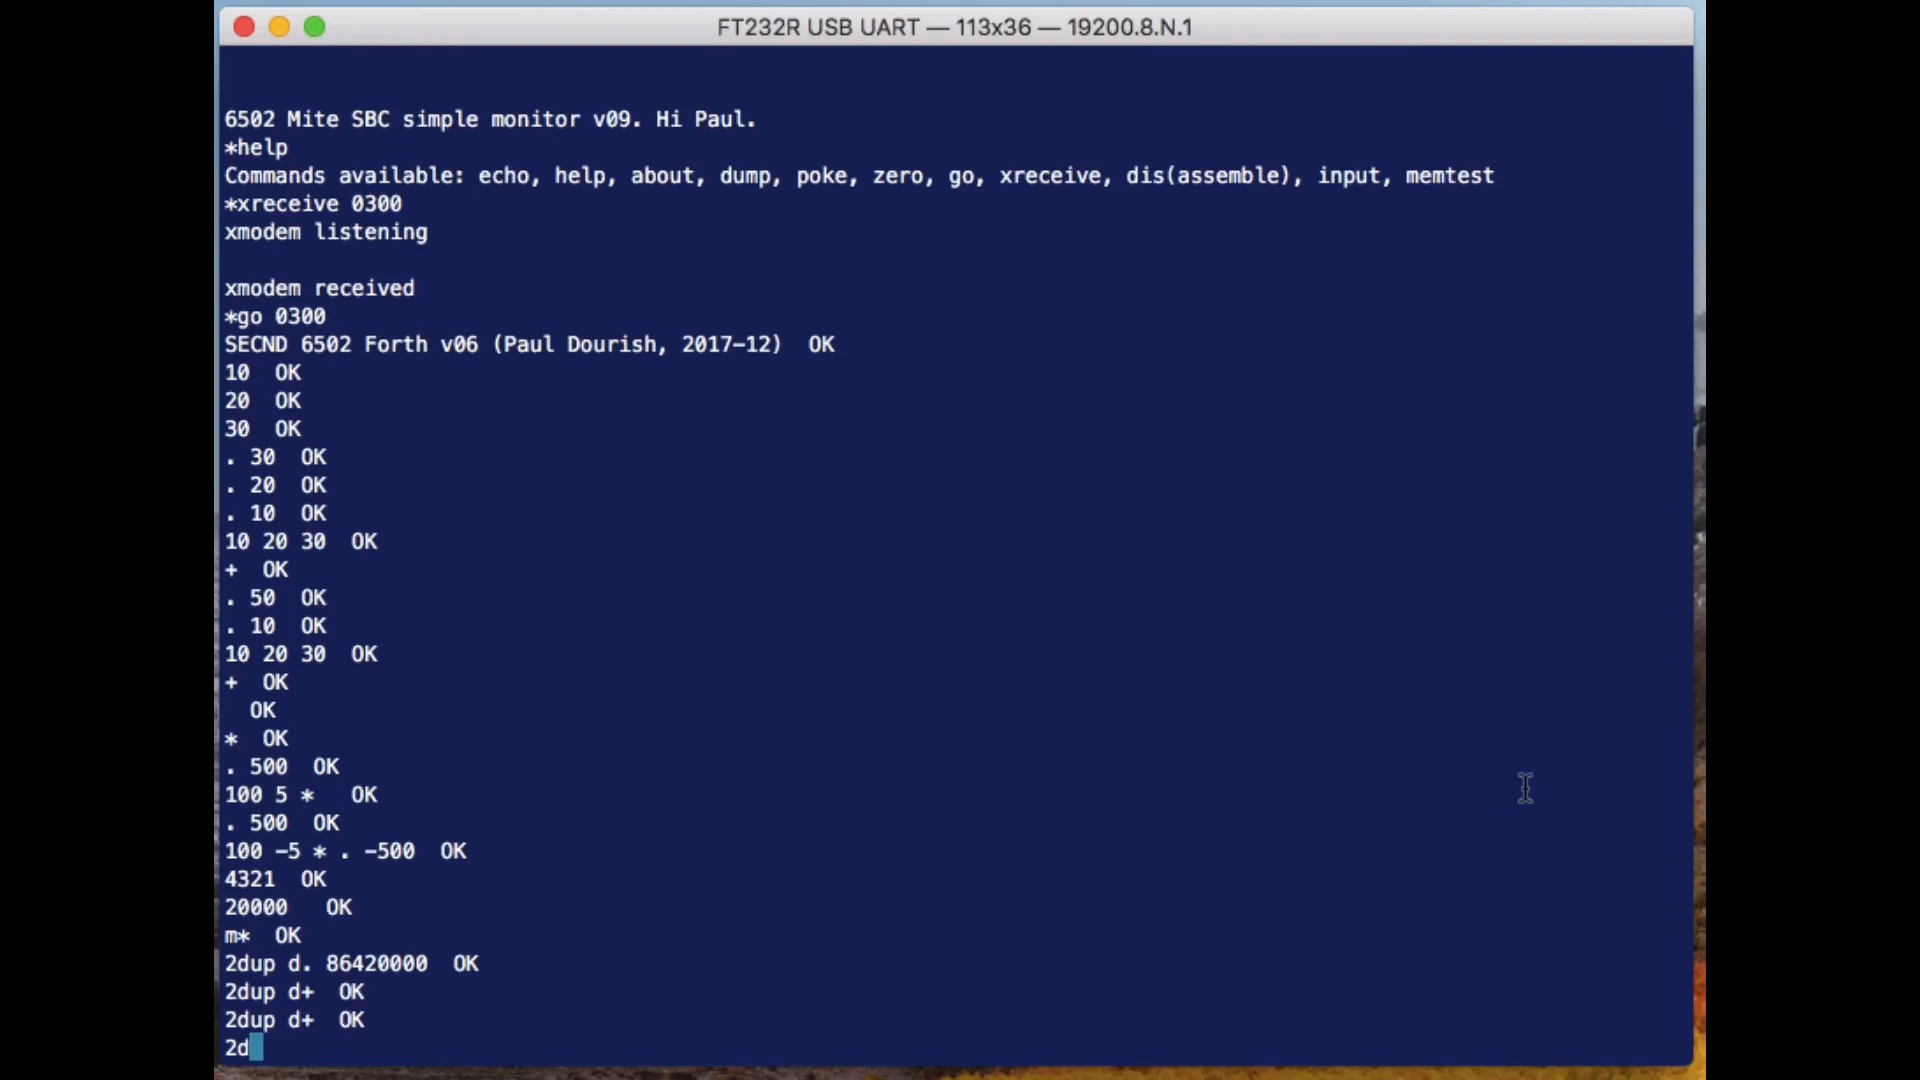 FT232R USB UART — 113x36 — 19200.8.N.1
6502 Mite SBC simple monitor v09. Hi Paul.
*help
Commands available: echo, help, about, dump, poke, zero, go, xreceive, dis(assemble), input, memtest
*xreceive 0300
xmodem listening
xmodem received
*go 0300
SECND 6502 Forth v06 (Paul Dourish, 2017-12)  OK
10  OK
20  OK
30  OK
. 30  OK
. 20  OK
. 10  OK
10 20 30  OK
+  OK
. 50  OK
. 10  OK
10 20 30  OK
+  OK
  OK
*  OK
. 500  OK
100 5 *   OK
. 500  OK
100 -5 * . -500  OK
4321  OK
20000   OK
m*  OK
2dup d. 86420000  OK
2dup d+  OK
2dup d+  OK
2d